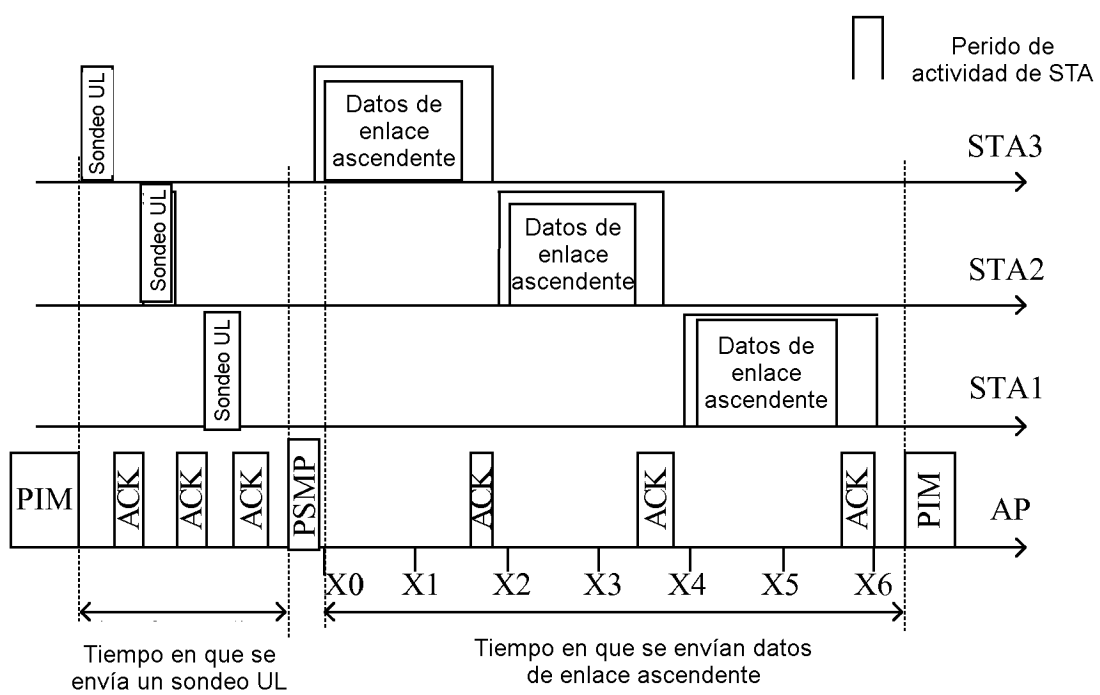 Perido de
actividad de STA
Sondeo UL
Datos de
enlace
ascendente
STA3
Sondeo UL
Datos de
enlace
ascendente
STA2
Sondeo UL
Datos de
enlace
ascendente
STA1
PIM
ACK
ACK
ACK
PSMP
ACK
ACK
ACK
PIM
AP
X0
X1
X2
X3
X4
X5
X6
Tiempo en que se
envía un sondeo UL
Tiempo en que se envían datos
de enlace ascendente